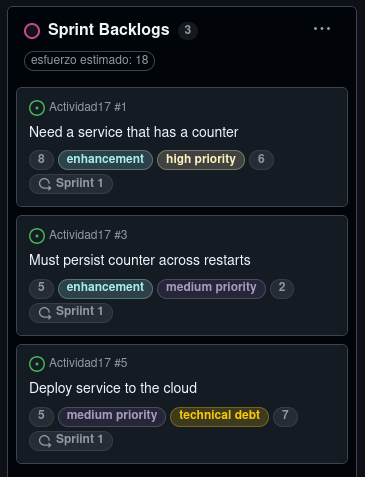 Sprint Backlogs 3 ...
esfuerzo estimado: 18
Actividad17 #1
Need a service that has a counter
8 enhancement high priority 6
Spriint 1
Actividad17 #3
Must persist counter across restarts
5 enhancement medium priority 2
Spriint 1
Actividad17 #5
Deploy service to the cloud
5 medium priority technical debt 7
Spriint 1